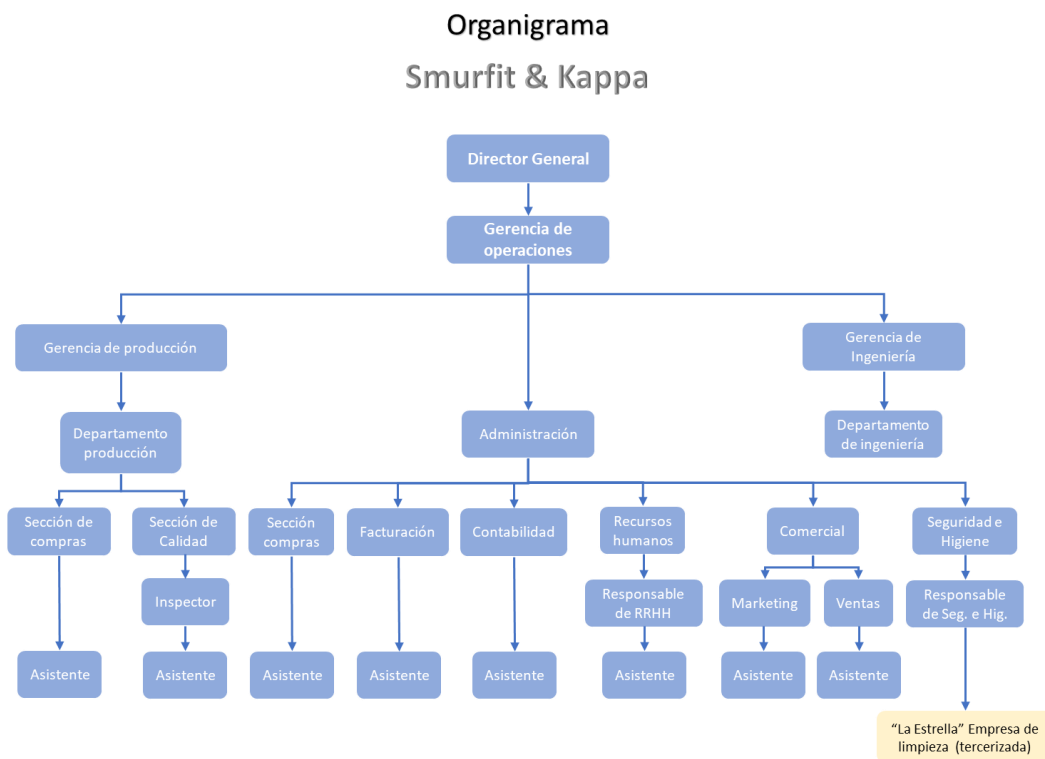 Organigrama
Smurfit & Kappa
Director General
Gerencia de
operaciones
Gerencia de producción
Gerencia de
Ingeniería
Departamento
producción
Administración
Departamento
de ingeniería
Sección de
compras
Sección de
Calidad
Sección
compras
Facturación
Contabilidad
Recursos
humanos
Comercial
Seguridad e
Higiene
Inspector
Responsable
de RRHH
Marketing
Ventas
Responsable
de Seg. e Hig.
Asistente
Asistente
Asistente
Asistente
Asistente
Asistente
Asistente
Asistente
“La Estrella” Empresa de
limpieza (tercerizada)